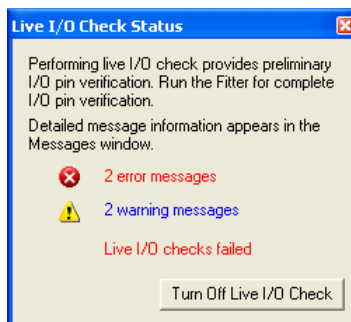 Live I/O Check Status
Performing live I/O check provides preliminary
I/O pin verification. Run the Fitter for complete
I/O pin verification.
Detailed message information appears in the
Messages window.
2 error messages
2 warning messages
Live I/O checks failed
Turn Off Live I/O Check